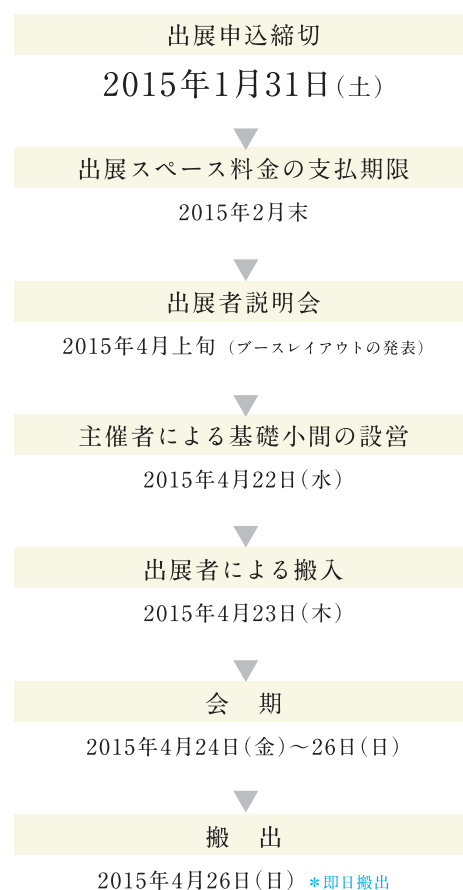 出展申込締切
2015年1月31日（土）
出展スペース料金の支払期限
2015年2月末
出展者説明会
2015年4月上旬（ブースレイアウトの発表）
主催者による基礎小間の設営
2015年4月22日（水）
出展者による搬入
2015年4月23日（木）
会　期
2015年4月24日（金）～26日（日）
搬　出
2015年4月26日（日） ＊即日搬出